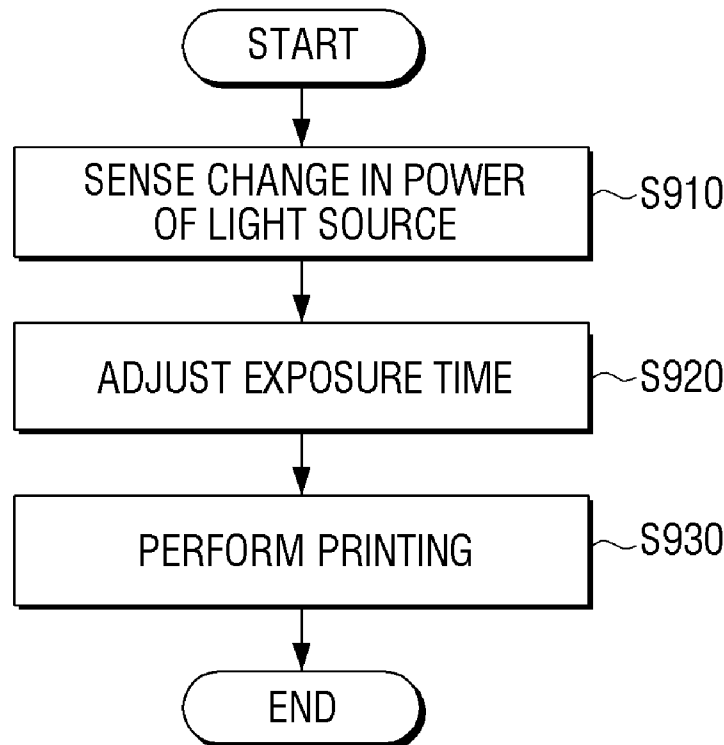 START
SENSE CHANGE IN POWER
OF LIGHT SOURCE
S910
ADJUST EXPOSURE TIME
S920
PERFORM PRINTING
S930
END